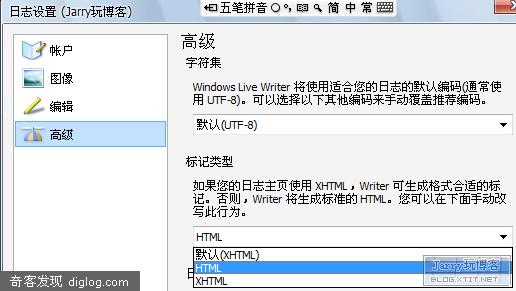 日志设置 (Jarry玩博客)
五笔拼音 简 中 常
帐户
图像
编辑
高级
高级
字符集
Windows Live Writer 将使用适合您的日志的默认编码(通常使
用 UTF-8)。可以选择以下其他编码来手动覆盖推荐编码。
默认(UTF-8)
标记类型
如果您的日志主页使用 XHTML，Writer 可生成格式合适的标
记。否则，Writer 将生成标准的 HTML。您可以在下面手动改
写此行为。
HTML
默认(XHTML)
HTML
XHTML
Jarry玩博客
BLOG.XTIT.NET
奇客发现 diglog.com